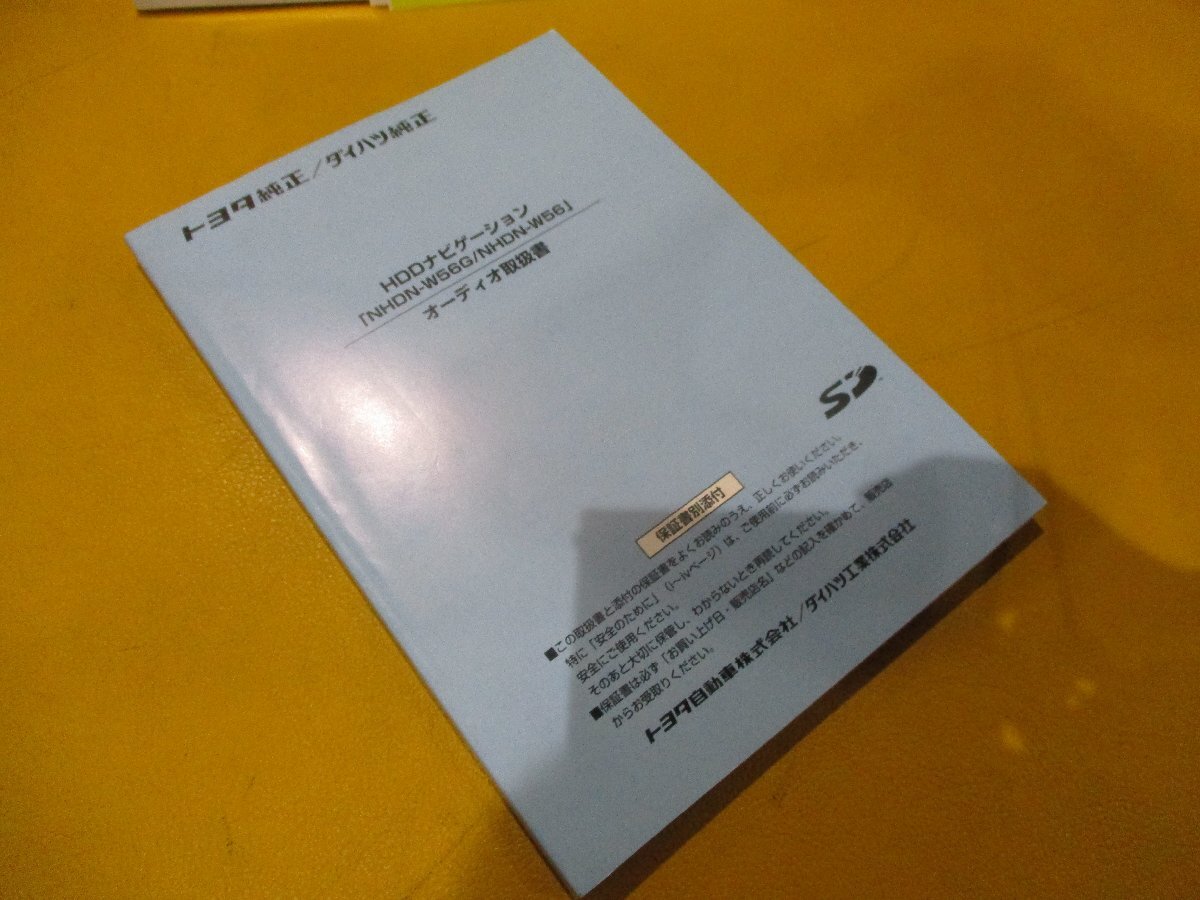 トヨタ純正/ダイハツ純正
HDDナビゲーション
「NHDN-W56G/NHDN-W56」
オーディオ取扱書
SD
保証書別添付
■この取扱書と添付の保証書をよくお読みのうえ、正しくお使いください。
特に「安全のために」（i～ivページ）は、ご使用前に必ずお読みいただき、
安全にご使用ください。
そのあと大切に保管し、わからないとき再読してください。
■保証書は必ず「お買い上げ日・販売店名」などの記入を確かめて、販売店
からお受取りください。
トヨタ自動車株式会社/ダイハツ工業株式会社